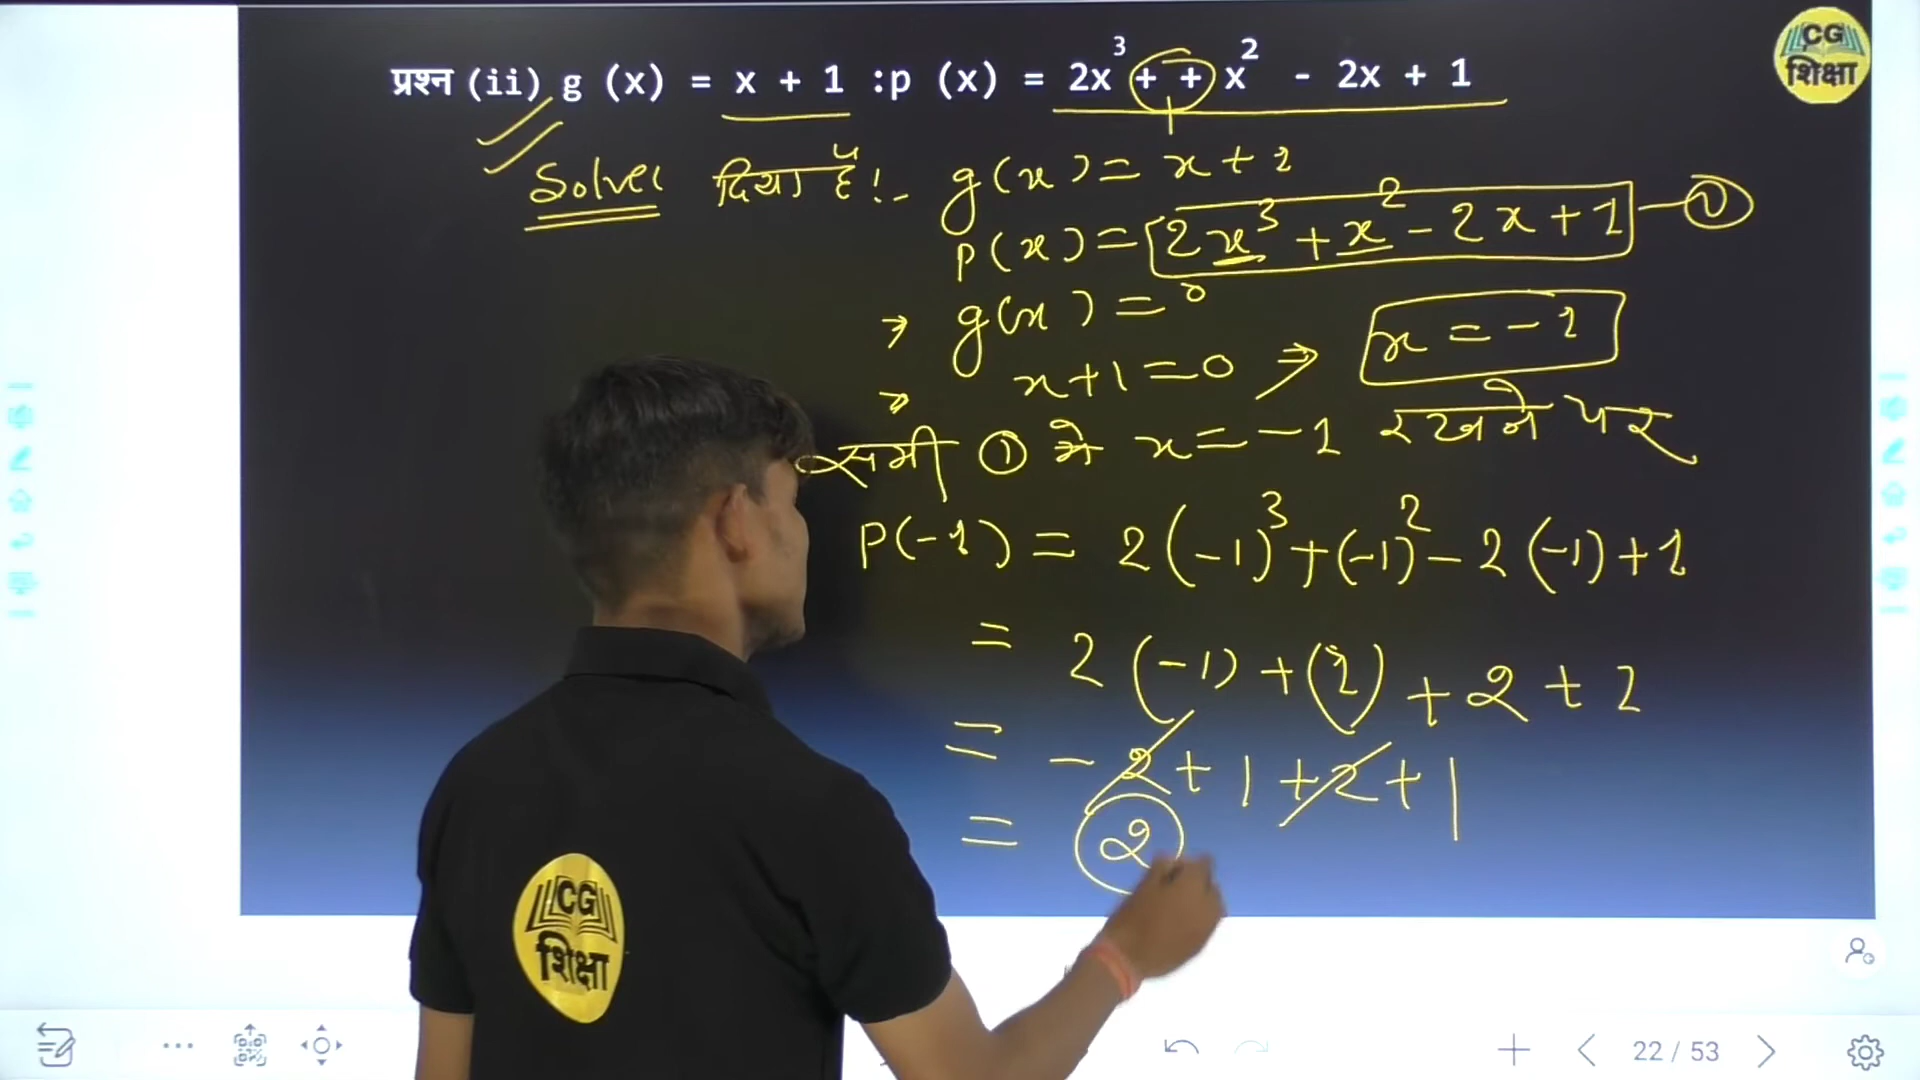 प्रश्न (ii) g (x) = x + 1 :p (x) = 2x³ + + x² - 2x + 1
CG
शिक्षा
Solve दिया है!- g(x) = x + 1
p(x) = 2x³ + x² - 2x + 1 — ①
→ g(x) = 0
→ x+1=0 ⇒ x = -1
समी ① मे x = -1 रखने पर
P(-1) = 2(-1)³ + (-1)² - 2(-1) + 1
= 2(-1) + (1) + 2 + 1
= -2 + 1 + 2 + 1
= 2
CG
शिक्षा
22 / 53